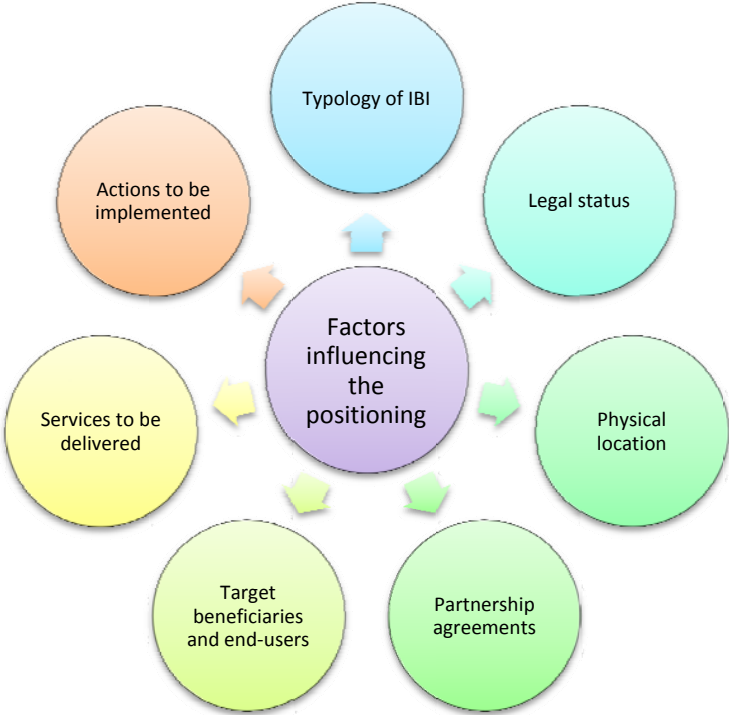 Typology of IBI
Actions to be
implemented
Legal status
Factors
influencing
the
positioning
Services to be
delivered
Physical
location
Target
beneficiaries
and end-users
Partnership
agreements